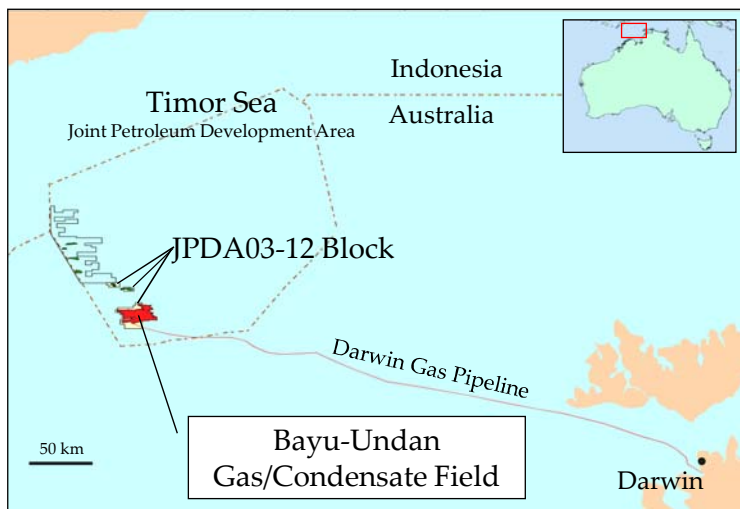 Indonesia
Timor Sea
Joint Petroleum Development Area
Australia
JPDA03-12 Block
Darwin Gas Pipeline
Bayu-Undan
Gas/Condensate Field
50 km
Darwin